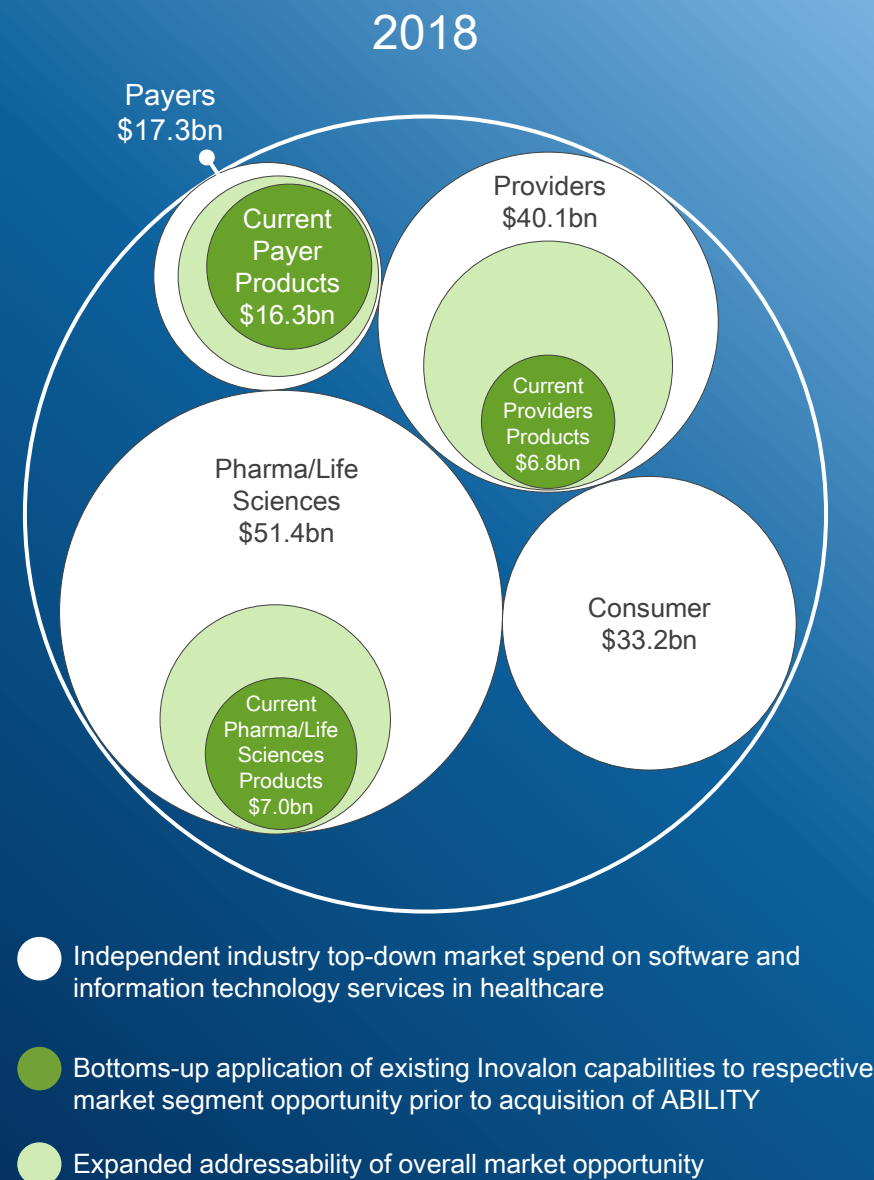 2018
Payers
$17.3bn
Current
Payer
Products
$16.3bn
Providers
$40.1bn
Current
Providers
Products
$6.8bn
Pharma/Life
Sciences
$51.4bn
Current
Pharma/Life
Sciences
Products
$7.0bn
Consumer
$33.2bn
Independent industry top-down market spend on software and
information technology services in healthcare
Bottoms-up application of existing Inovalon capabilities to respective
market segment opportunity prior to acquisition of ABILITY
Expanded addressability of overall market opportunity